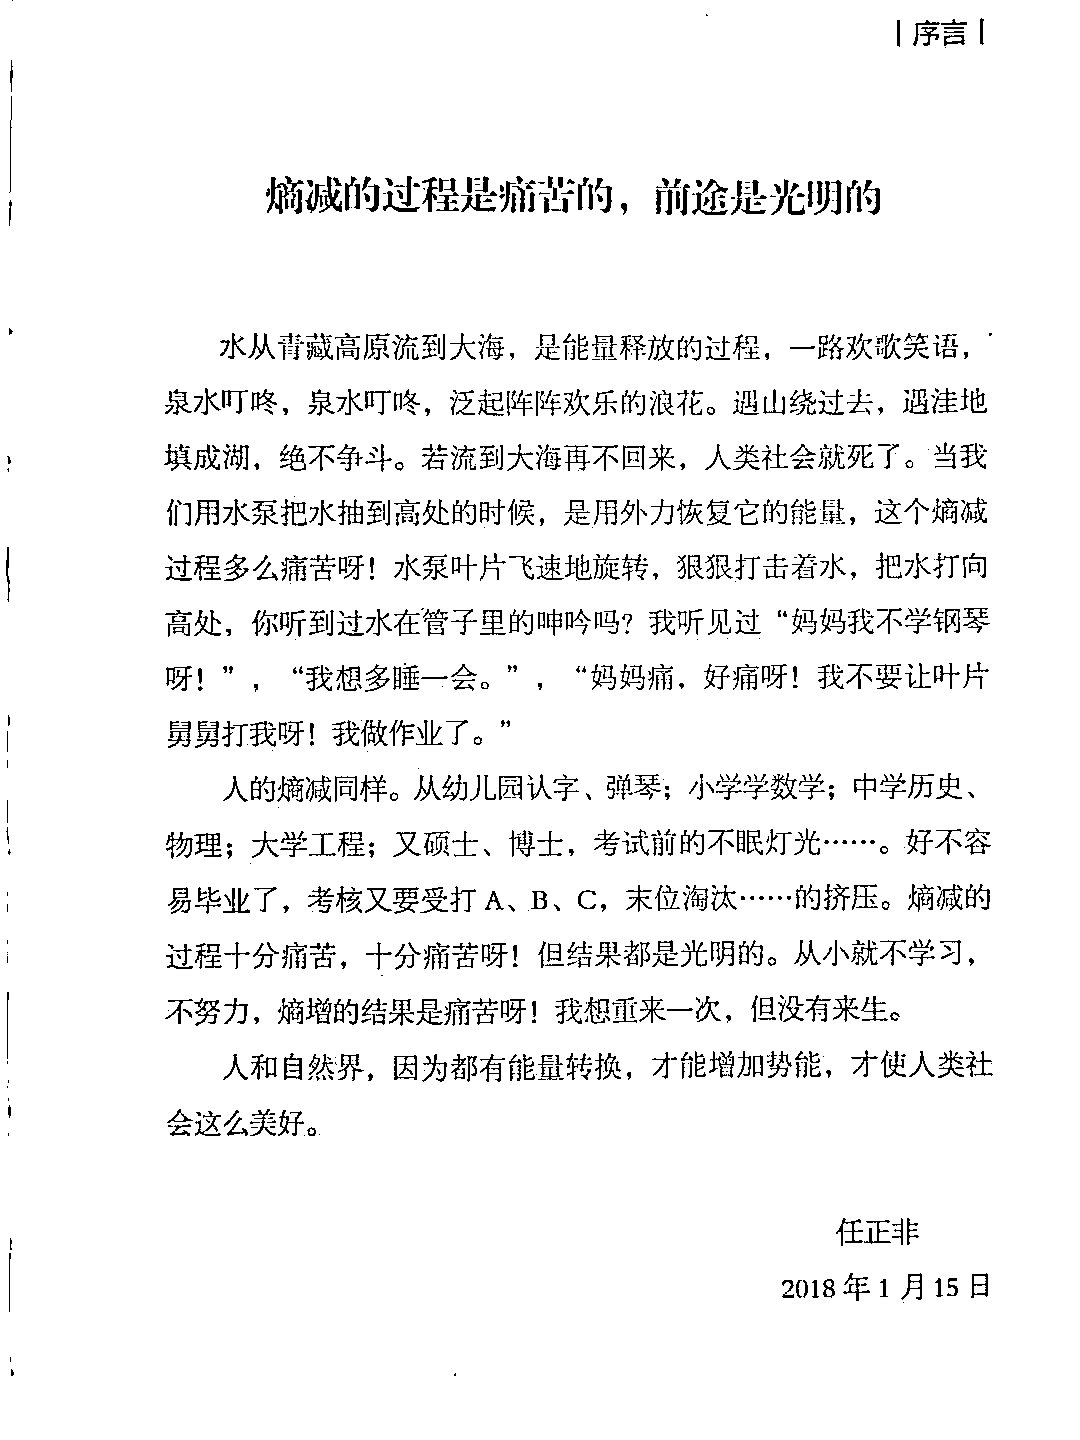 序言
熵减的过程是痛苦的，前途是光明的
水从青藏高原流到大海，是能量释放的过程，一路欢歌笑语，
泉水叮咚，泉水叮咚，泛起阵阵欢乐的浪花。遇山绕过去，遇洼地
填成湖，绝不争斗。若流到大海再不回来，人类社会就死了。当我
们用水泵把水抽到高处的时候，是用外力恢复它的能量，这个熵减
过程多么痛苦呀！水泵叶片飞速地旋转，狠狠打击着水，把水打向
高处，你听到过水在管子里的呻吟吗？我听见过“妈妈我不学钢琴
呀！”，“我想多睡一会。”，“妈妈痛，好痛呀！我不要让叶片
舅舅打我呀！我做作业了。”
人的熵减同样。从幼儿园认字、弹琴；小学学数学；中学历史、
物理；大学工程；又硕士、博士，考试前的不眠灯光……。好不容
易毕业了，考核又要受打 A、B、C，末位淘汰……的挤压。熵减的
过程十分痛苦，十分痛苦呀！但结果都是光明的。从小就不学习，
不努力，熵增的结果是痛苦呀！我想重来一次，但没有来生。
人和自然界，因为都有能量转换，才能增加势能，才使人类社
会这么美好。
任正非
2018 年 1 月 15 日